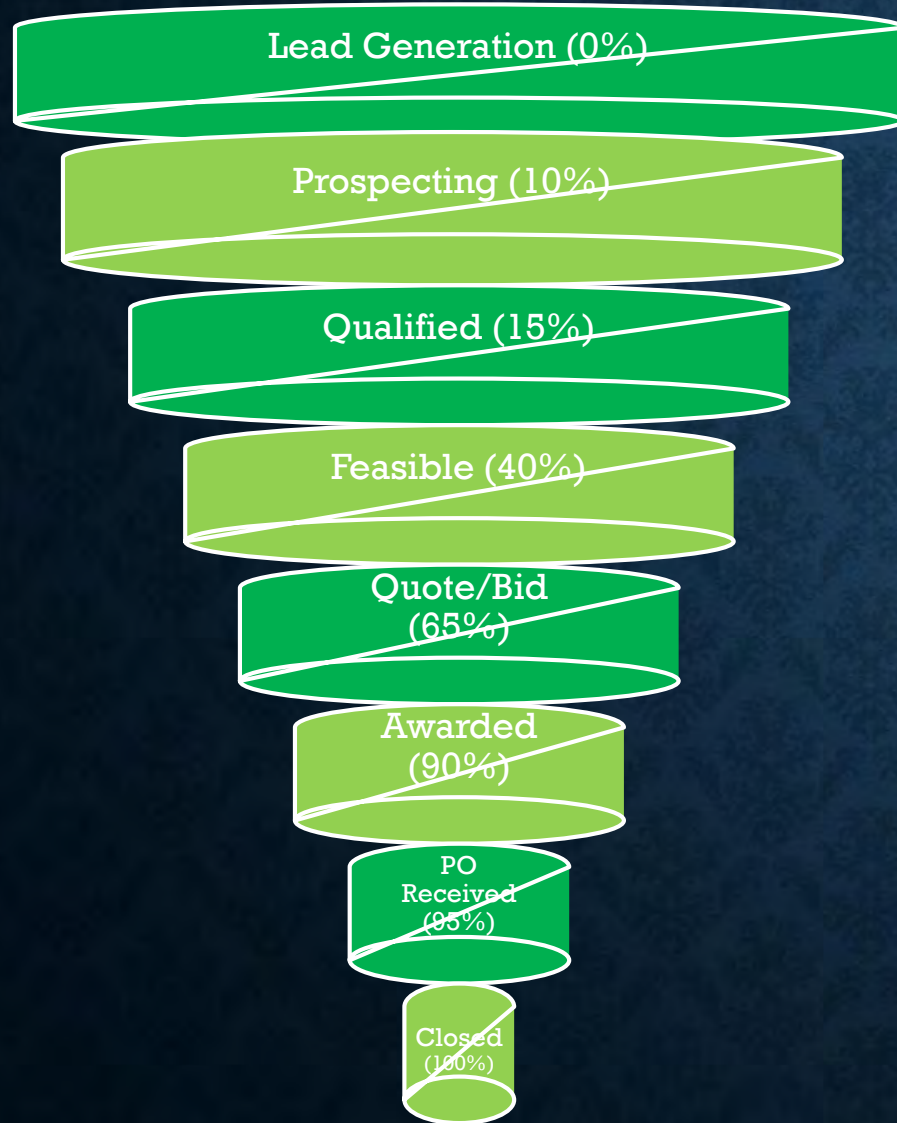 Lead Generation (0%)
Prospecting (10%)
Qualified (15%)
Feasible (40%)
Quote/Bid
(65%)
Awarded
(90%)
PO
Received
(95%)
Closed
(100%)